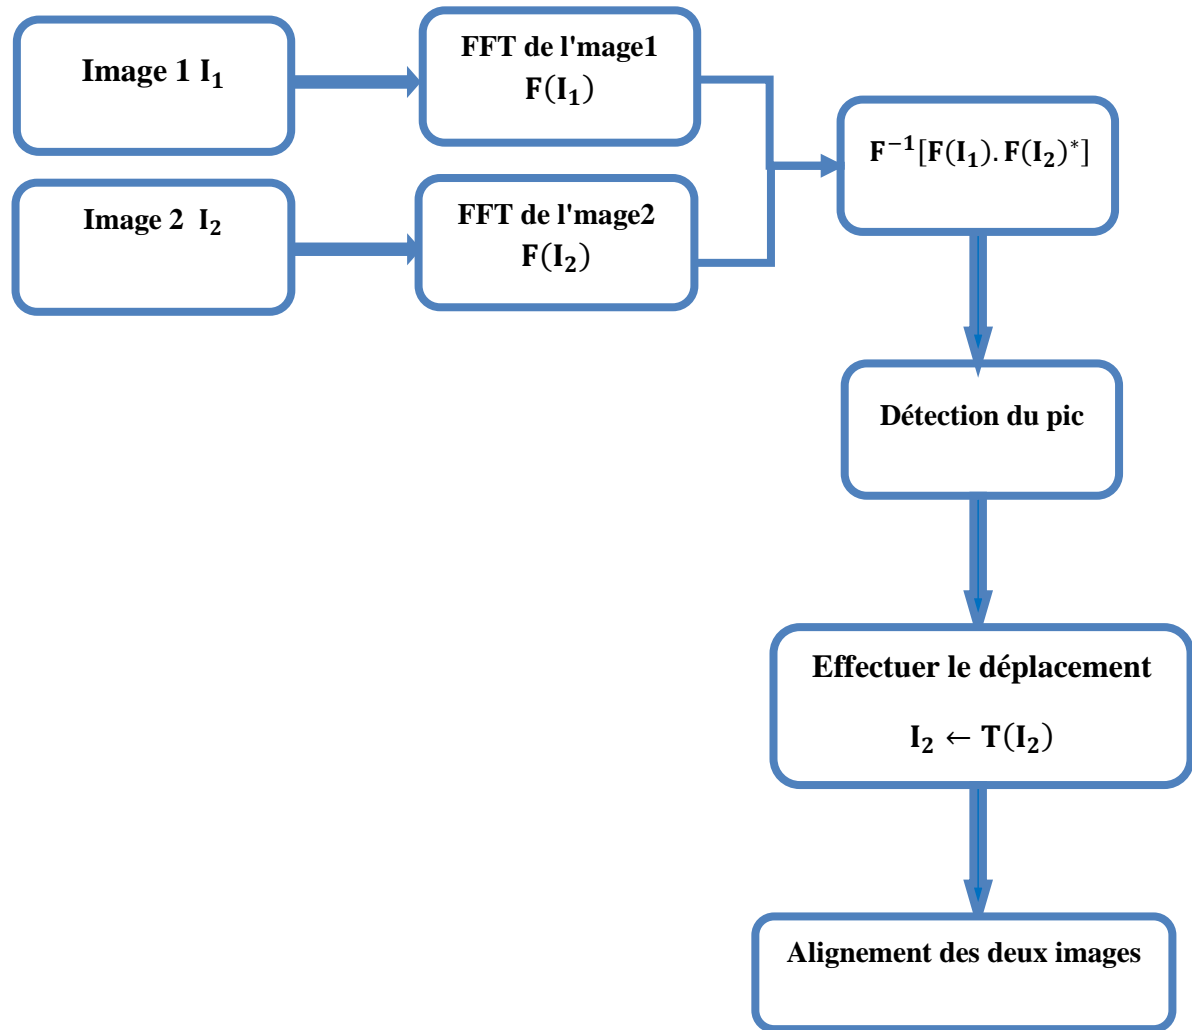 Image 1 I₁
FFT de l'mage1
F(I₁)
Image 2 I₂
FFT de l'mage2
F(I₂)
F⁻¹[F(I₁). F(I₂)*]
Détection du pic
Effectuer le déplacement
I₂ ← T(I₂)
Alignement des deux images